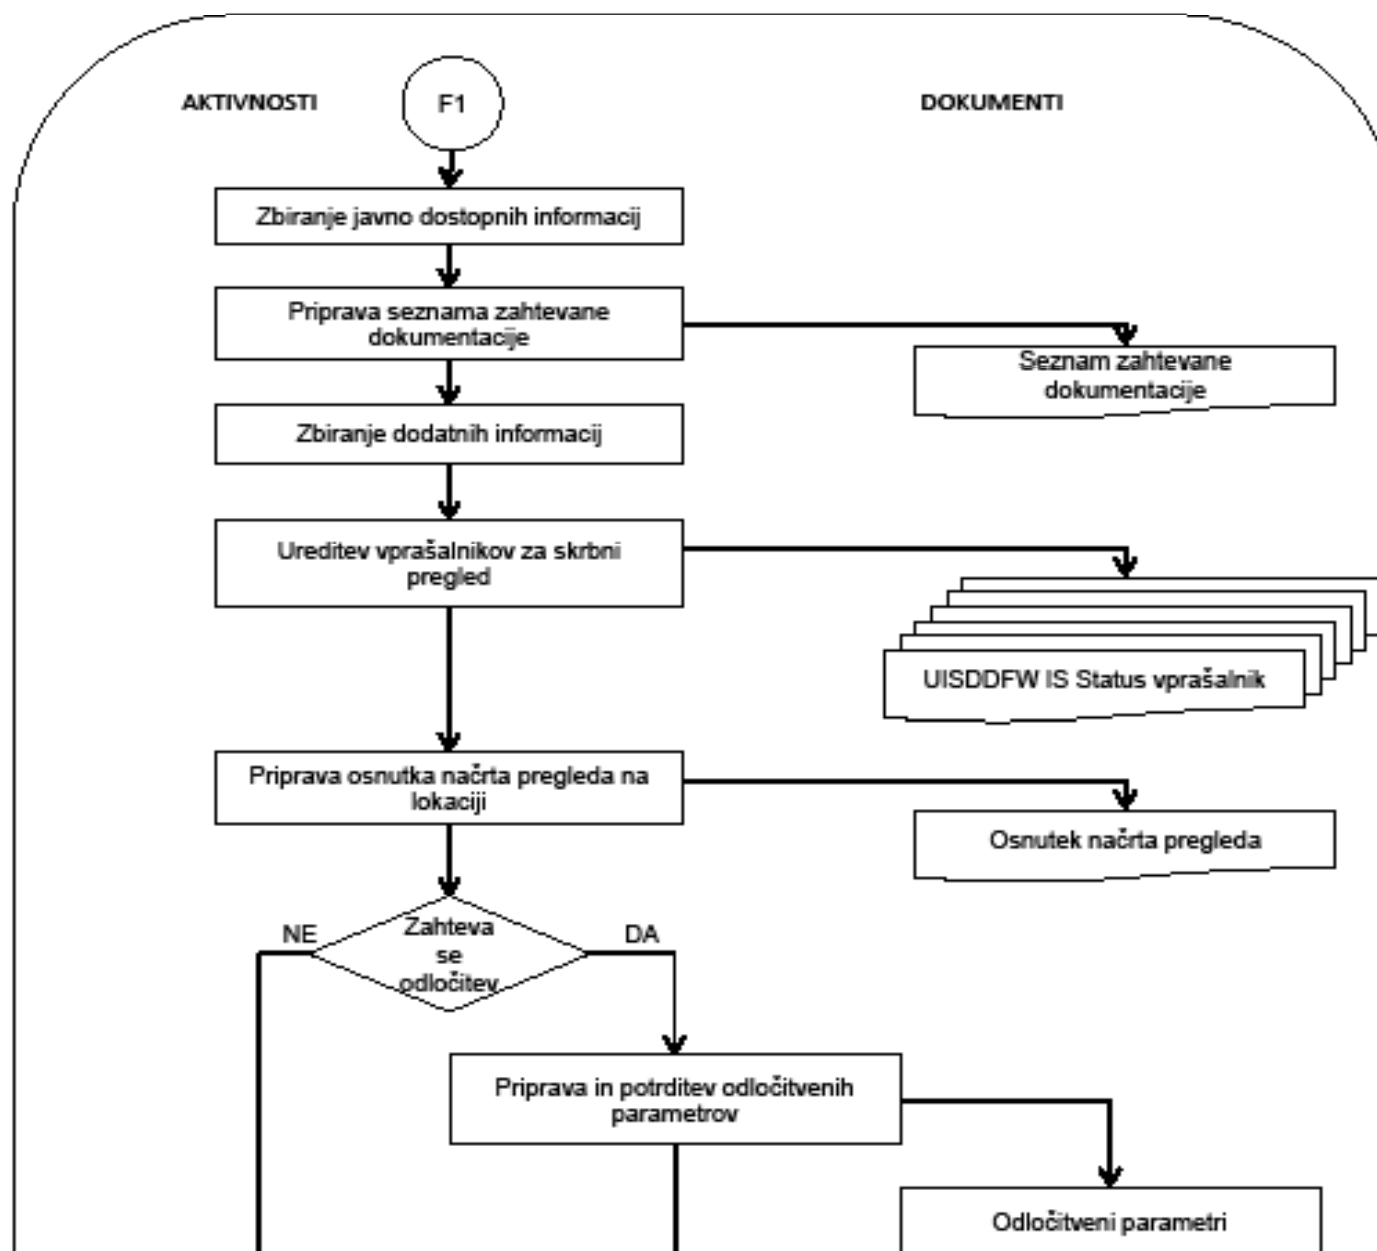 AKTIVNOSTI
F1
DOKUMENTI
Zbiranje javno dostopnih informacij
Priprava seznama zahtevane
dokumentacije
Seznam zahtevane
dokumentacije
Zbiranje dodatnih informacij
Ureditev vprašalnikov za skrbni
pregled
UISDDFW IS Status vprašalnik
Priprava osnutka načrta pregleda na
lokaciji
Osnutek načrta pregleda
NE
Zahteva
se
odločitev
DA
Priprava in potrditev odločitvenih
parametrov
Odločitveni parametri